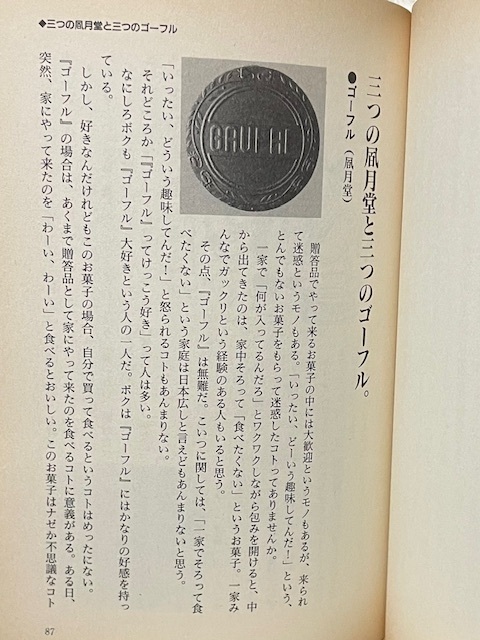 ◆三つの凮月堂と三つのゴーフル
三つの凮月堂と三つのゴーフル。
●ゴーフル（凮月堂）
GAUFRE
贈答品でやって来るお菓子の中には大歓迎というモノもあるが、来られ
て迷惑というモノもある。「いったい、どーいう趣味してんだ！」という、
とんでもないお菓子をもらって迷惑したコトってありませんか。
一家で「何が入ってるんだろ」とワクワクしながら包みを開けると、中
から出てきたのは、家中そろって「食べたくない」というお菓子。一家み
んなでガックリという経験のある人もいると思う。
その点、『ゴーフル』は無難だ。こいつに関しては、「一家でそろって食
べたくない」という家庭は日本広しと言えどもあんまりないと思う。
「いったい、どういう趣味してんだ！」と怒られるコトもあんまりない。
それどころか「『ゴーフル』ってけっこう好き」って人は多い。
なにしろボクも『ゴーフル』大好きという人の一人だ。ボクは『ゴーフル』にはかなりの好感を持っ
ている。
しかし、好きなんだけれどもこのお菓子の場合、自分で買って食べるというコトはめったにない。
『ゴーフル』の場合は、あくまで贈答品として家にやって来たのを食べるコトに意義がある。ある日、
突然、家にやって来たのを「わーい、わーい」と食べるとおいしい。このお菓子はナゼか不思議なコト
87